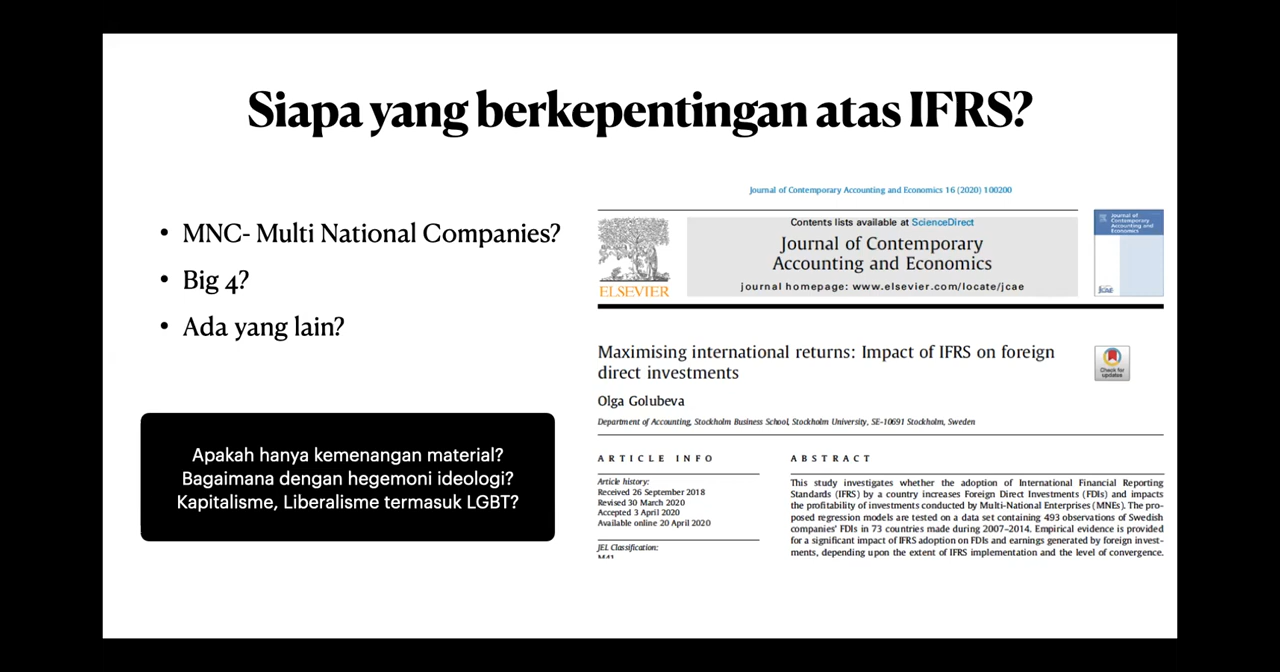 Siapa yang berkepentingan atas IFRS?
• MNC- Multi National Companies?
• Big 4?
• Ada yang lain?
Apakah hanya kemenangan material?
Bagaimana dengan hegemoni ideologi?
Kapitalisme, Liberalisme termasuk LGBT?
Journal of Contemporary Accounting and Economics 16 (2020) 100200
ELSEVIER
Contents lists available at ScienceDirect
Journal of Contemporary
Accounting and Economics
journal homepage: www.elsevier.com/locate/jcae
Journal of
Contemporary
Accounting and
Economics
Maximising international returns: Impact of IFRS on foreign
direct investments
Check for
updates
Olga Golubeva
Department of Accounting, Stockholm Business School, Stockholm University, SE-10691 Stockholm, Sweden
ARTICLE INFO
Article history:
Received 26 September 2018
Revised 30 March 2020
Accepted 3 April 2020
Available online 20 April 2020
JEL Classification:
ABSTRACT
This study investigates whether the adoption of International Financial Reporting
Standards (IFRS) by a country increases Foreign Direct Investments (FDIs) and impacts
the profitability of investments conducted by Multi-National Enterprises (MNEs). The pro-
posed regression models are tested on a data set containing 493 observations of Swedish
companies' FDIs in 73 countries made during 2007–2014. Empirical evidence is provided
for a significant impact of IFRS adoption on FDIs and earnings generated by foreign invest-
ments, depending upon the extent of IFRS implementation and the level of convergence.